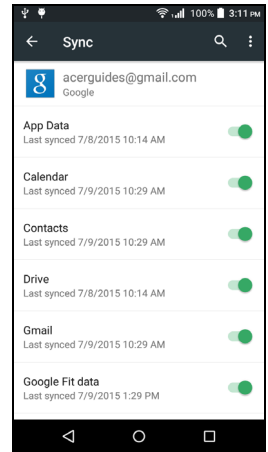 100% 3:11 PM
Sync
8
acerguides@gmail.com
Google
App Data
Last synced 7/8/2015 10:14 AM
Calendar
Last synced 7/9/2015 10:29 AM
Contacts
Last synced 7/9/2015 10:29 AM
Drive
Last synced 7/8/2015 10:14 AM
Gmail
Last synced 7/9/2015 10:29 AM
Google Fit data
Last synced 7/9/2015 1:29 PM